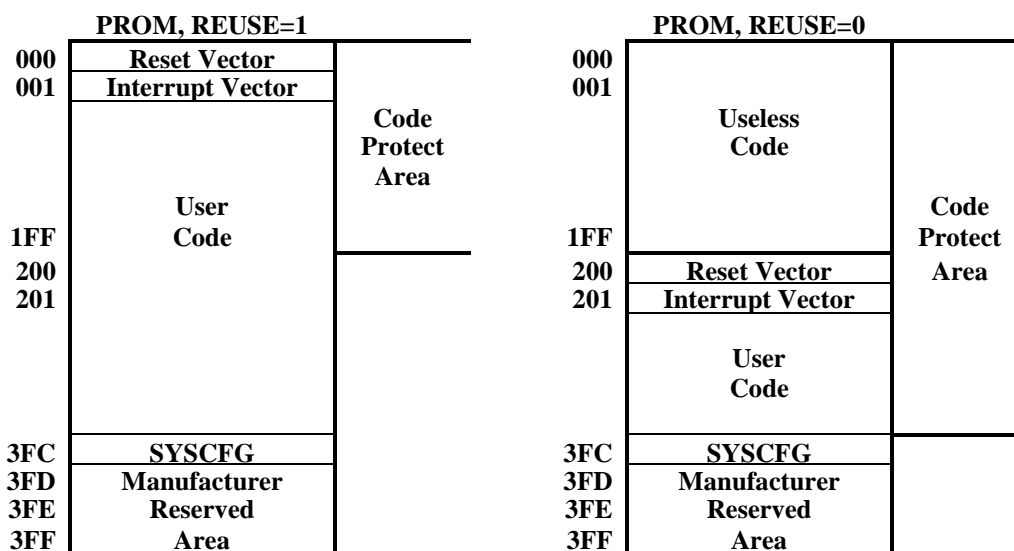 PROM, REUSE=1
000 Reset Vector
001 Interrupt Vector
Code
Protect
Area
User
1FF Code
200
201
3FC SYSCFG
3FD Manufacturer
3FE Reserved
3FF Area
PROM, REUSE=0
000
001
Useless
Code
Code
1FF Protect
200 Reset Vector Area
201 Interrupt Vector
User
Code
3FC SYSCFG
3FD Manufacturer
3FE Reserved
3FF Area